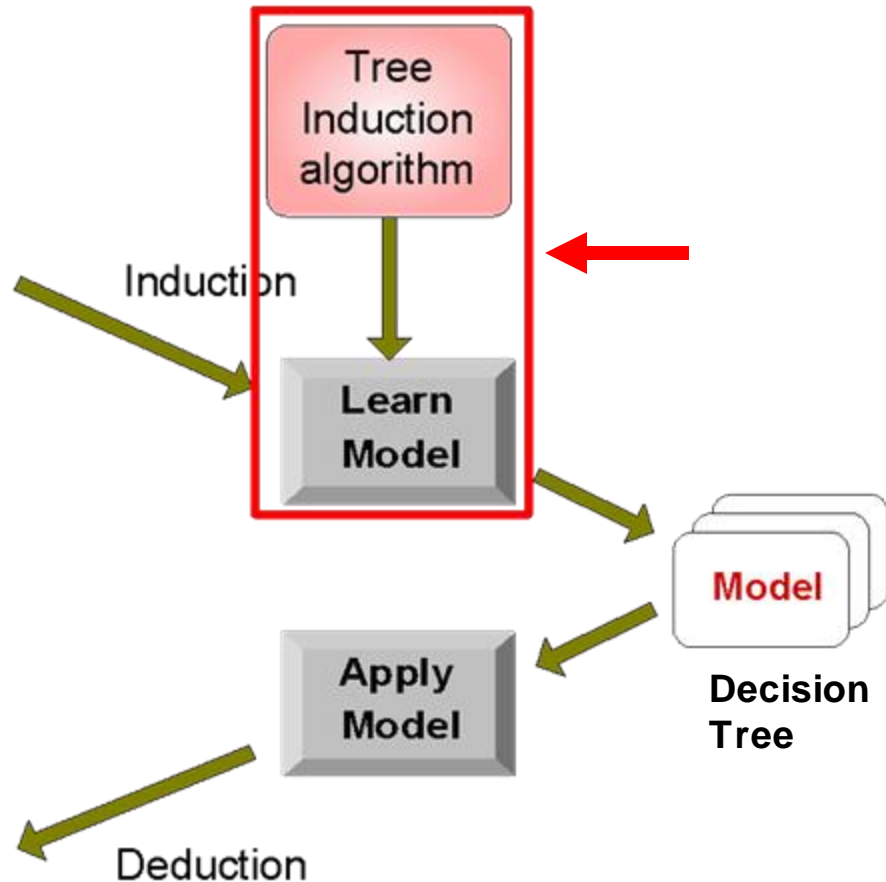 Tree
Induction
algorithm
Induction
Learn
Model
Model
Apply
Model
Decision
Tree
Deduction